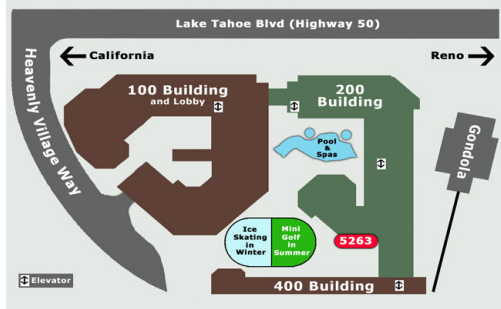 Lake Tahoe Blvd (Highway 50)
California
Reno
Heavenly Village Way
100 Building
and Lobby
200
Building
Pool
&
Spas
Gondola
Ice
Skating
in
Winter
Mini
Golf
in
Summer
5263
Elevator
400 Building